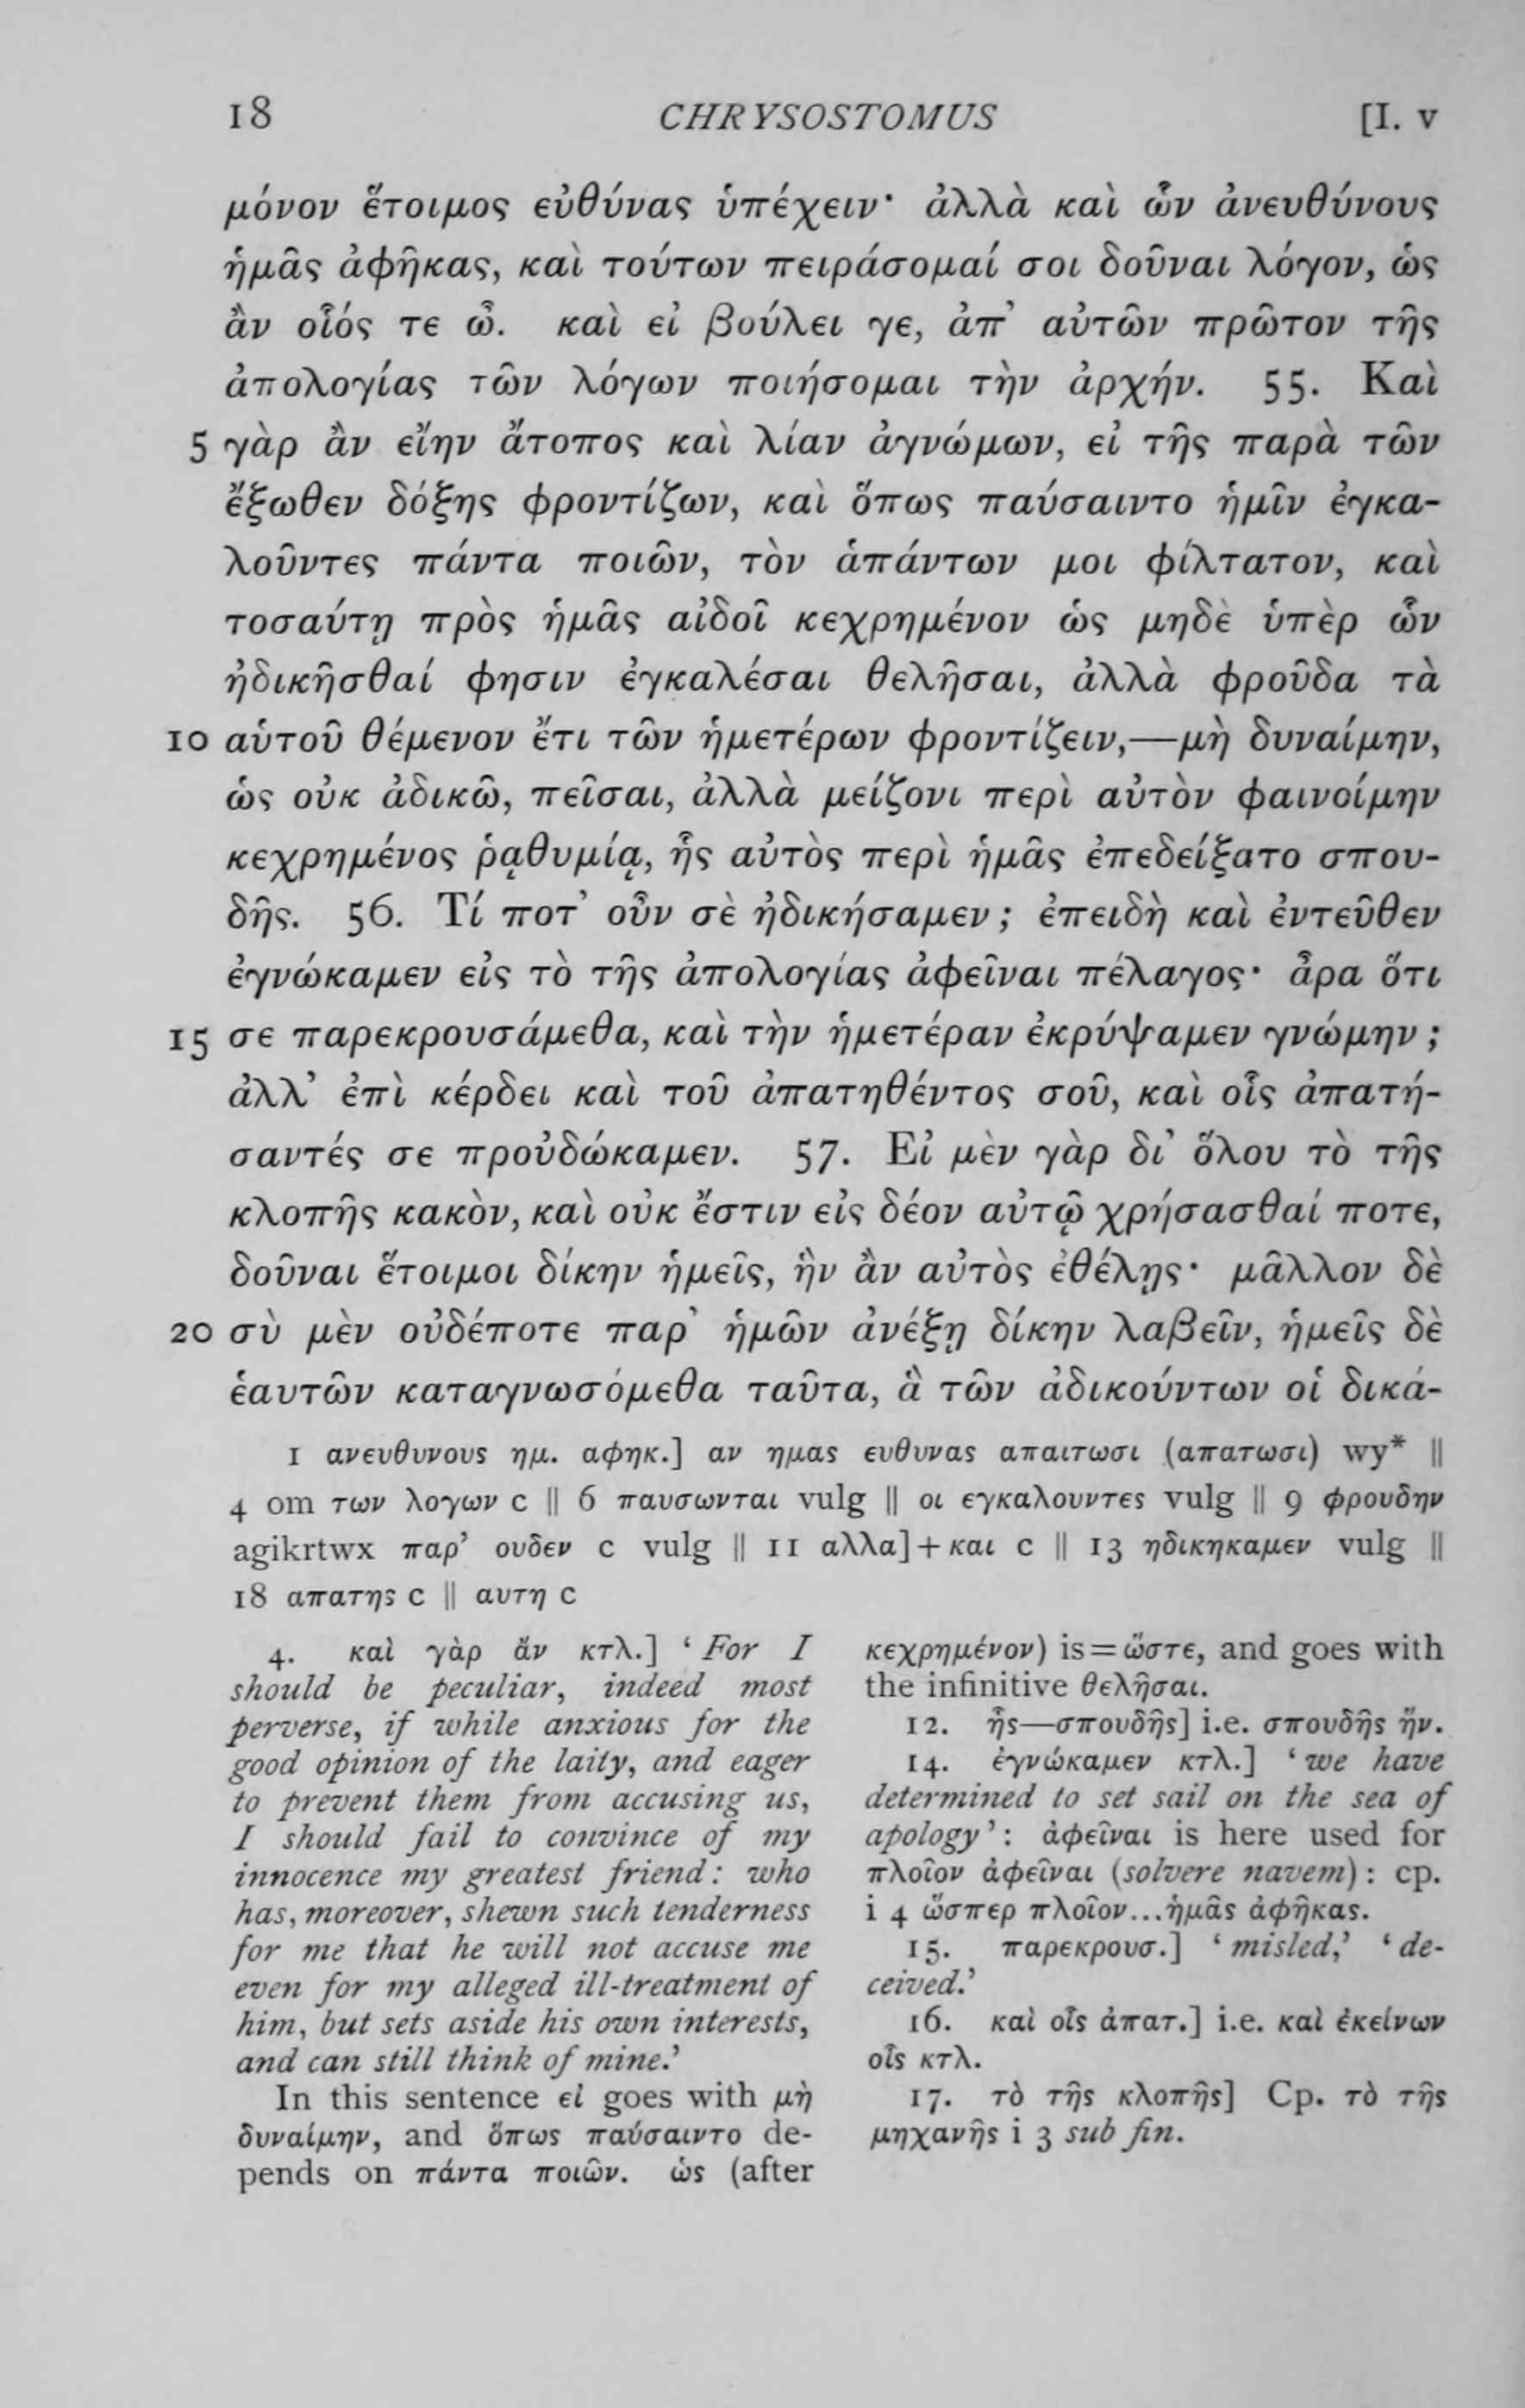 18 CHRYSOSTOMUS [I. v
μόνον ἕτοιμος εὐθύνας ὑπέχειν· ἀλλὰ καὶ ὧν ἀνευθύνους
ἡμᾶς ἀφῆκας, καὶ τούτων πειράσομαί σοι δοῦναι λόγον, ὡς
ἂν οἷός τε ὦ. καὶ εἰ βούλει γε, ἀπ’ αὐτῶν πρῶτον τῆς
ἀπολογίας τῶν λόγων ποιήσομαι τὴν ἀρχήν. 55. Καὶ
5 γὰρ ἂν εἴην ἄτοπος καὶ λίαν ἀγνώμων, εἰ τῆς παρὰ τῶν
ἔξωθεν δόξης φροντίζων, καὶ ὅπως παύσαιντο ἡμῖν ἐγκα-
λοῦντες πάντα ποιῶν, τὸν ἁπάντων μοι φίλτατον, καὶ
τοσαύτῃ πρὸς ἡμᾶς αἰδοῖ κεχρημένον ὡς μηδὲ ὑπὲρ ὧν
ἠδικῆσθαί φησιν ἐγκαλέσαι θελῆσαι, ἀλλὰ φροῦδα τὰ
10 αὑτοῦ θέμενον ἔτι τῶν ἡμετέρων φροντίζειν,—μὴ δυναίμην,
ὡς οὐκ ἀδικῶ, πεῖσαι, ἀλλὰ μείζονι περὶ αὐτὸν φαινοίμην
κεχρημένος ῥᾳθυμίᾳ, ἧς αὐτὸς περὶ ἡμᾶς ἐπεδείξατο σπου-
δῆς. 56. Τί ποτ’ οὖν σὲ ἠδικήσαμεν; ἐπειδὴ καὶ ἐντεῦθεν
ἐγνώκαμεν εἰς τὸ τῆς ἀπολογίας ἀφεῖναι πέλαγος· ἆρα ὅτι
15 σε παρεκρουσάμεθα, καὶ τὴν ἡμετέραν ἐκρύψαμεν γνώμην;
ἀλλ’ ἐπὶ κέρδει καὶ τοῦ ἀπατηθέντος σοῦ, καὶ οἷς ἀπατή-
σαντές σε προὐδώκαμεν. 57. Εἰ μὲν γὰρ δι’ ὅλου τὸ τῆς
κλοπῆς κακὸν, καὶ οὐκ ἔστιν εἰς δέον αὐτῷ χρήσασθαί ποτε,
δοῦναι ἕτοιμοι δίκην ἡμεῖς, ἣν ἂν αὐτὸς ἐθέλῃς· μᾶλλον δὲ
20 σὺ μὲν οὐδέποτε παρ’ ἡμῶν ἀνέξῃ δίκην λαβεῖν, ἡμεῖς δὲ
ἑαυτῶν καταγνωσόμεθα ταῦτα, ἃ τῶν ἀδικούντων οἱ δικά-
1 ανευθυνους ημ. αφηκ.] αν ημας ευθυνας απαιτωσι (απατωσι) wy* ||
4 om των λογων c || 6 παυσωνται vulg || οι εγκαλουντες vulg || 9 φρουδην
agikrtwx παρ’ ουδεν c vulg || 11 αλλα]+και c || 13 ηδικηκαμεν vulg ||
18 απατης c || αυτη c
4. καὶ γὰρ ἄν κτλ.] ‘For I
should be peculiar, indeed most
perverse, if while anxious for the
good opinion of the laity, and eager
to prevent them from accusing us,
I should fail to convince of my
innocence my greatest friend: who
has, moreover, shewn such tenderness
for me that he will not accuse me
even for my alleged ill-treatment of
him, but sets aside his own interests,
and can still think of mine.’
In this sentence εἰ goes with μὴ
δυναίμην, and ὅπως παύσαιντο de-
pends on πάντα ποιῶν. ὡς (after
κεχρημένον) is=ὥστε, and goes with
the infinitive θελῆσαι.
12. ἧς—σπουδῆς] i.e. σπουδῆς ἥν.
14. ἐγνώκαμεν κτλ.] ‘we have
determined to set sail on the sea of
apology’: ἀφεῖναι is here used for
πλοῖον ἀφεῖναι (solvere navem): cp.
i 4 ὥσπερ πλοῖον...ἡμᾶς ἀφῆκας.
15. παρεκρουσ.] ‘misled,’ ‘de-
ceived.’
16. καὶ οἷς ἀπατ.] i.e. καὶ ἐκείνων
οἷς κτλ.
17. τὸ τῆς κλοπῆς] Cp. τὸ τῆς
μηχανῆς i 3 sub fin.